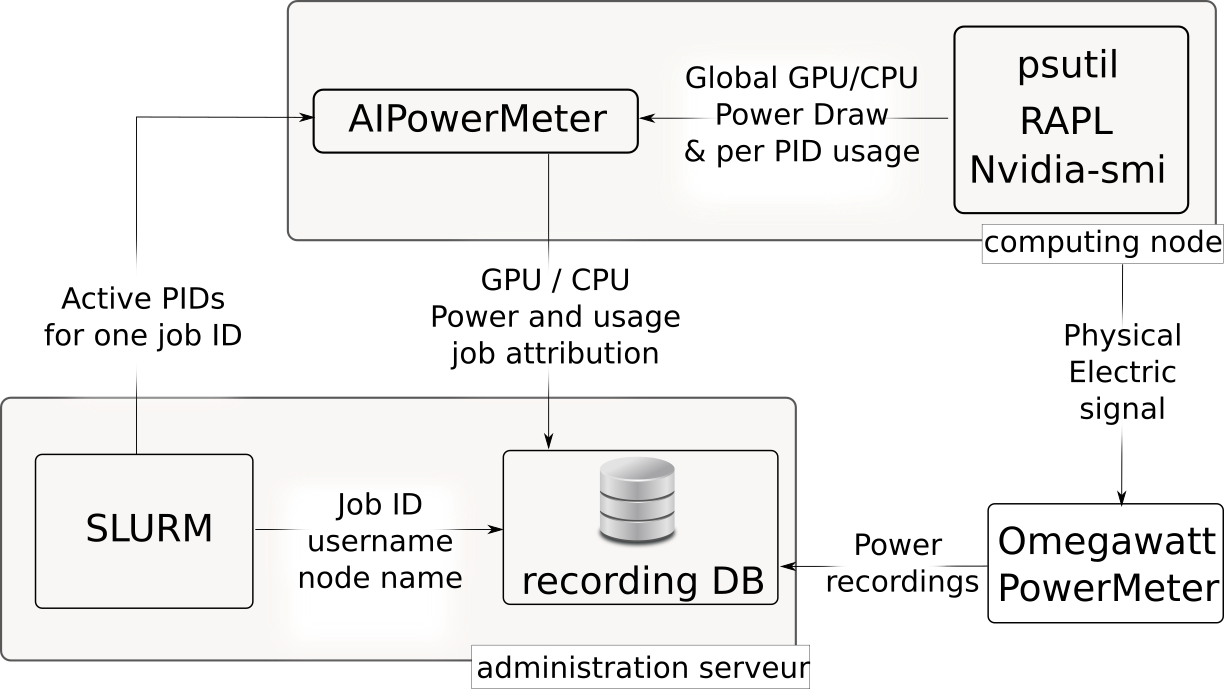 psutil
RAPL
Nvidia-smi
Global GPU/CPU
Power Draw
& per PID usage
AIPowerMeter
computing node
Active PIDs
for one job ID
GPU / CPU
Power and usage
job attribution
Physical
Electric
signal
SLURM
Job ID
username
node name
recording DB
Power
recordings
Omegawatt
PowerMeter
administration serveur